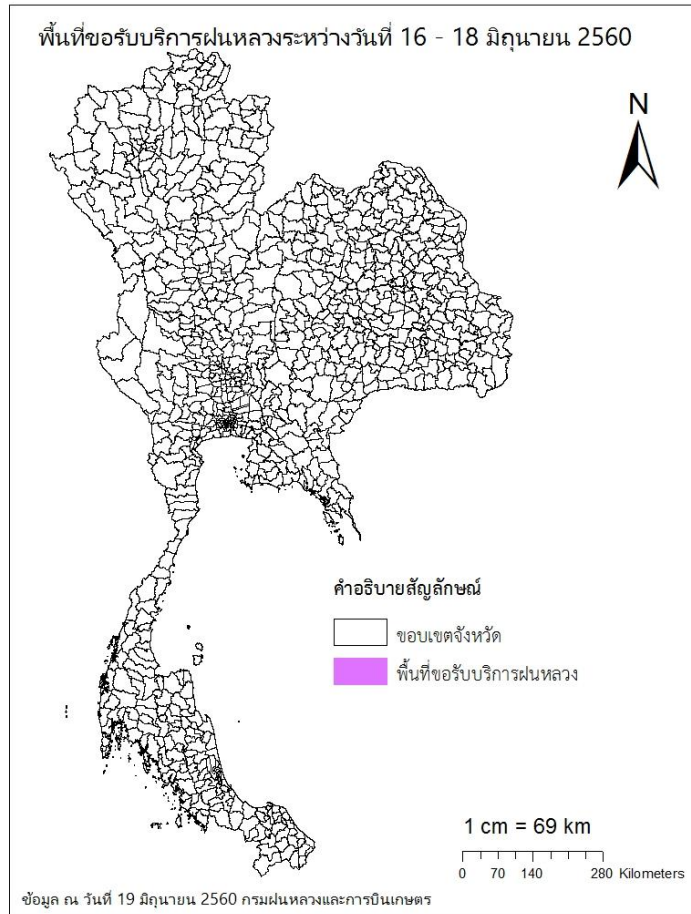 พื้นที่ขอรับบริการฝนหลวงระหว่างวันที่ 16 - 18 มิถุนายน 2560
N
คำอธิบายสัญลักษณ์
ขอบเขตจังหวัด
พื้นที่ขอรับบริการฝนหลวง
1 cm = 69 km
0 70 140 280 Kilometers
ข้อมูล ณ วันที่ 19 มิถุนายน 2560 กรมฝนหลวงและการบินเกษตร